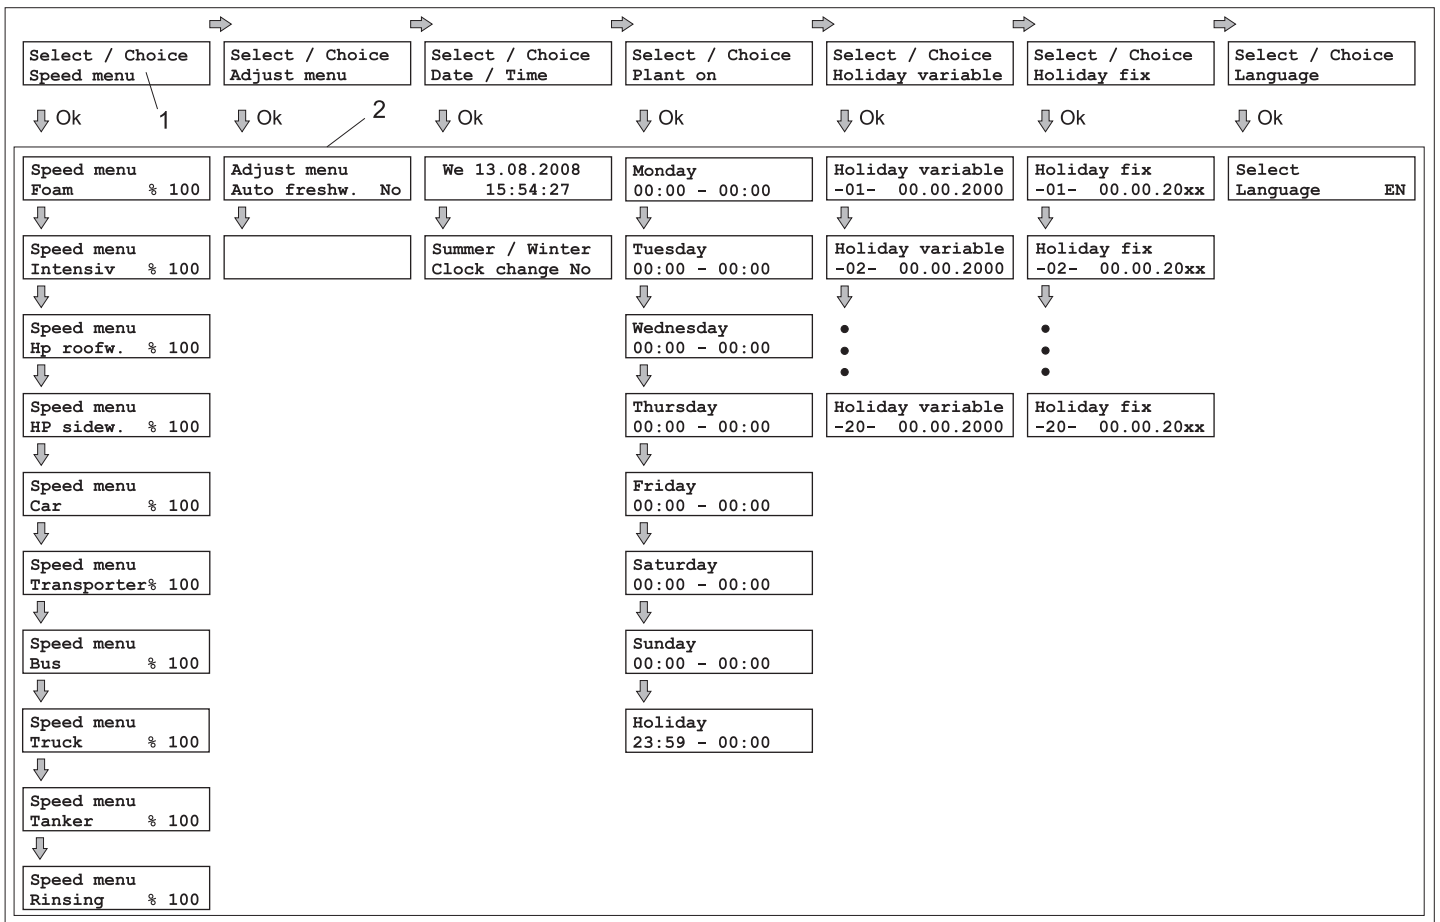 Select / Choice
Speed menu
Select / Choice
Adjust menu
Select / Choice
Date / Time
Select / Choice
Plant on
Select / Choice
Holiday variable
Select / Choice
Holiday fix
Select / Choice
Language
Ok
1
Ok
2
Ok
Ok
Ok
Ok
Ok
Speed menu
Foam % 100
Speed menu
Intensiv % 100
Speed menu
Hp roofw. % 100
Speed menu
HP sidew. % 100
Speed menu
Car % 100
Speed menu
Transporter% 100
Speed menu
Bus % 100
Speed menu
Truck % 100
Speed menu
Tanker % 100
Speed menu
Rinsing % 100
Adjust menu
Auto freshw. No
We 13.08.2008
15:54:27
Summer / Winter
Clock change No
Monday
00:00 - 00:00
Tuesday
00:00 - 00:00
Wednesday
00:00 - 00:00
Thursday
00:00 - 00:00
Friday
00:00 - 00:00
Saturday
00:00 - 00:00
Sunday
00:00 - 00:00
Holiday
23:59 - 00:00
Holiday variable
-01- 00.00.2000
Holiday variable
-02- 00.00.2000
Holiday variable
-20- 00.00.2000
Holiday fix
-01- 00.00.20xx
Holiday fix
-02- 00.00.20xx
Holiday fix
-20- 00.00.20xx
Select
Language EN